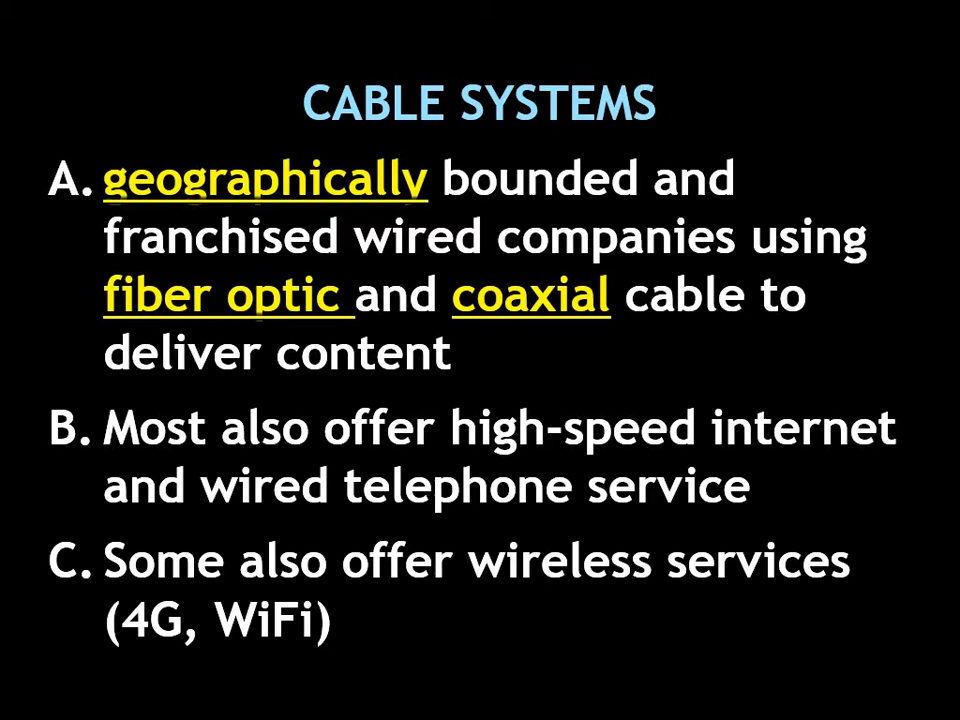 CABLE SYSTEMS
A. geographically bounded and
franchised wired companies using
fiber optic and coaxial cable to
deliver content
B. Most also offer high-speed internet
and wired telephone service
C. Some also offer wireless services
(4G, WiFi)